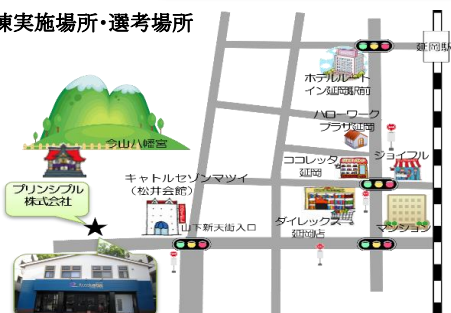 棟実施場所・選考場所
延岡駅
ホテルルート
イン延岡駅前
ハローワーク
プラザ延岡
今山八幡宮
ココレッタ
延岡
ジョイフル
キャトルセゾンマツイ
(松井会館)
プリンシプル
株式会社
山下新天街入口
ダイレックス
延岡店
マンション